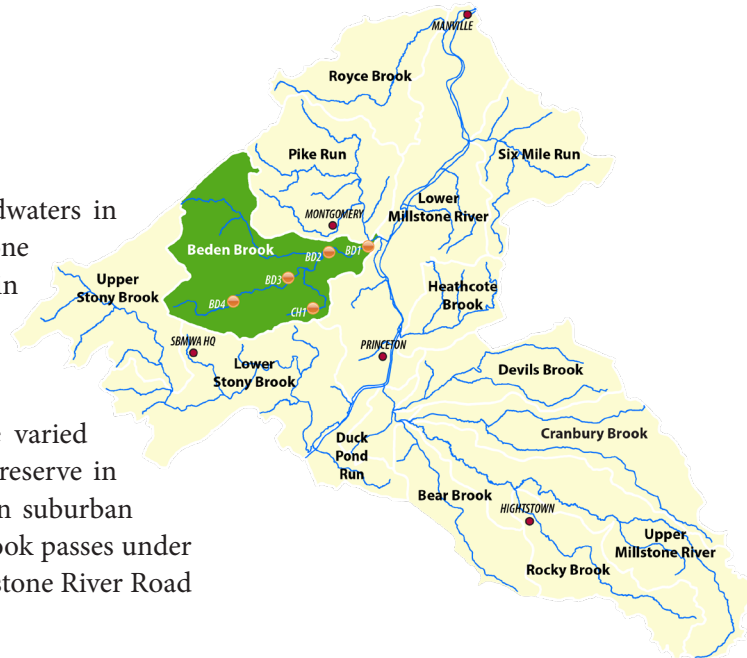 MANVILLE
Royce Brook
Pike Run
Six Mile Run
dwaters in
Lower
Millstone River
MONTGOMERY
one
Beden Brook
BD1
BD2
in
Upper
Stony Brook
BD3
Heathcote
Brook
BD4
CH1
SBMWA HQ
PRINCETON
Lower
Stony Brook
Devils Brook
varied
Cranbury Brook
Duck
Pond
Run
reserve in
Bear Brook
n suburban
HIGHTSTOWN
ook passes under
Upper
Millstone River
Rocky Brook
stone River Road